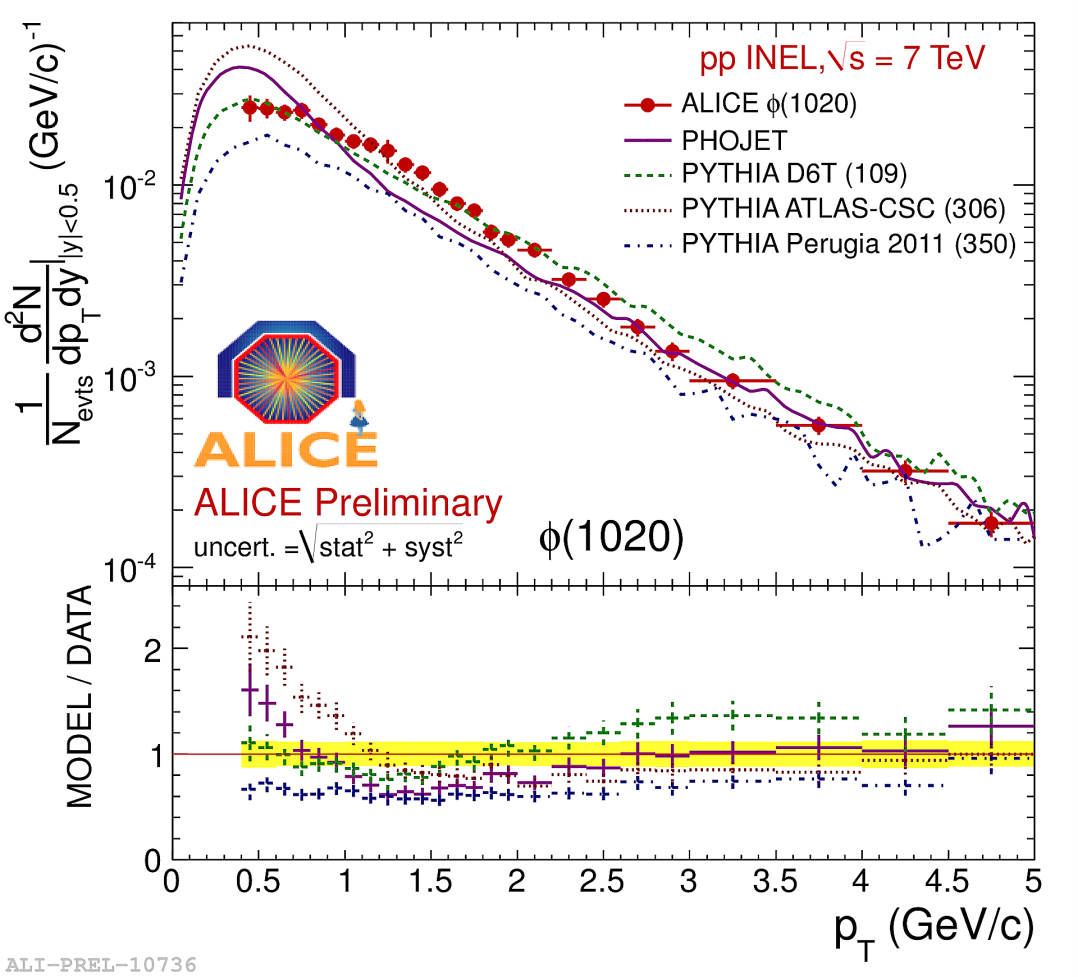 1/N_evts d²N/dp_Tdy||y|<0.5 (GeV/c)⁻¹
pp INEL,√s = 7 TeV
ALICE ϕ(1020)
PHOJET
PYTHIA D6T (109)
PYTHIA ATLAS-CSC (306)
PYTHIA Perugia 2011 (350)
10⁻²
10⁻³
10⁻⁴
ALICE
ALICE Preliminary
uncert. =√stat² + syst²
ϕ(1020)
MODEL / DATA
2
1
0
0 0.5 1 1.5 2 2.5 3 3.5 4 4.5 5
p_T (GeV/c)
ALI-PREL-10736